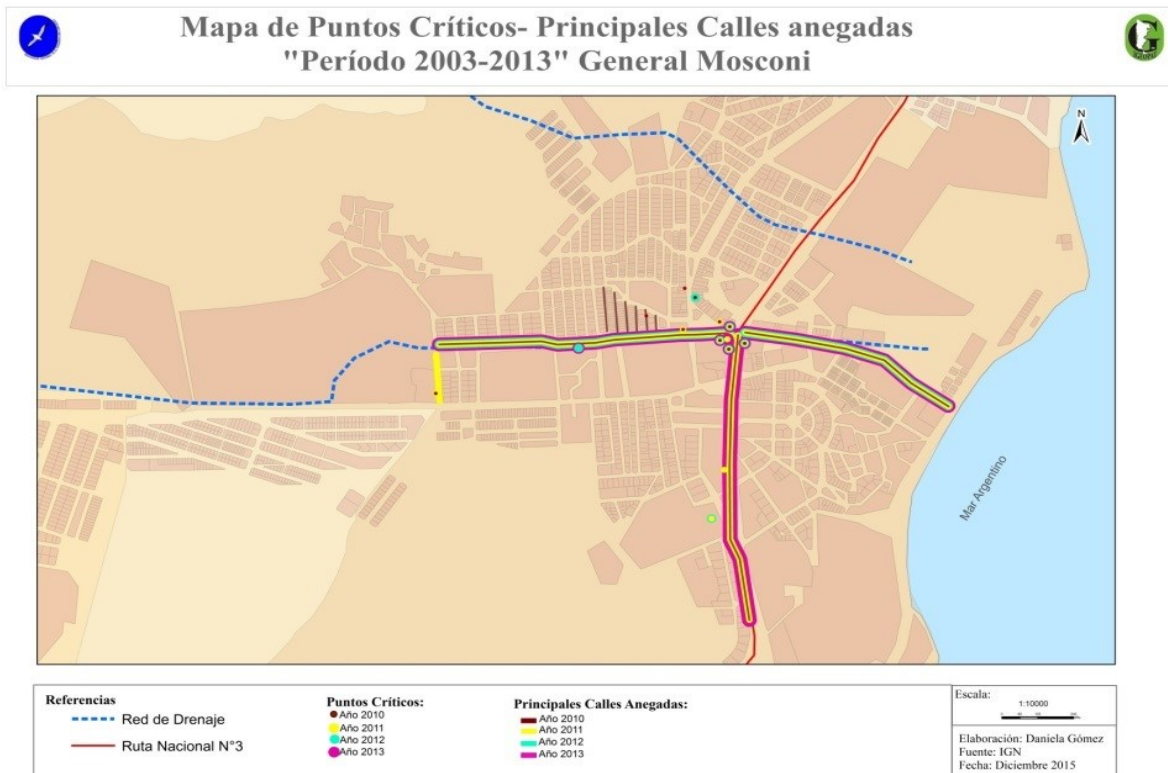 Mapa de Puntos Críticos- Principales Calles anegadas
"Período 2003-2013" General Mosconi
N
Mar Argentino
Referencias
Red de Drenaje
Ruta Nacional N°3
Puntos Críticos:
Año 2010
Año 2011
Año 2012
Año 2013
Principales Calles Anegadas:
Año 2010
Año 2011
Año 2012
Año 2013
Escala:
1:10000
Elaboración: Daniela Gómez
Fuente: IGN
Fecha: Diciembre 2015